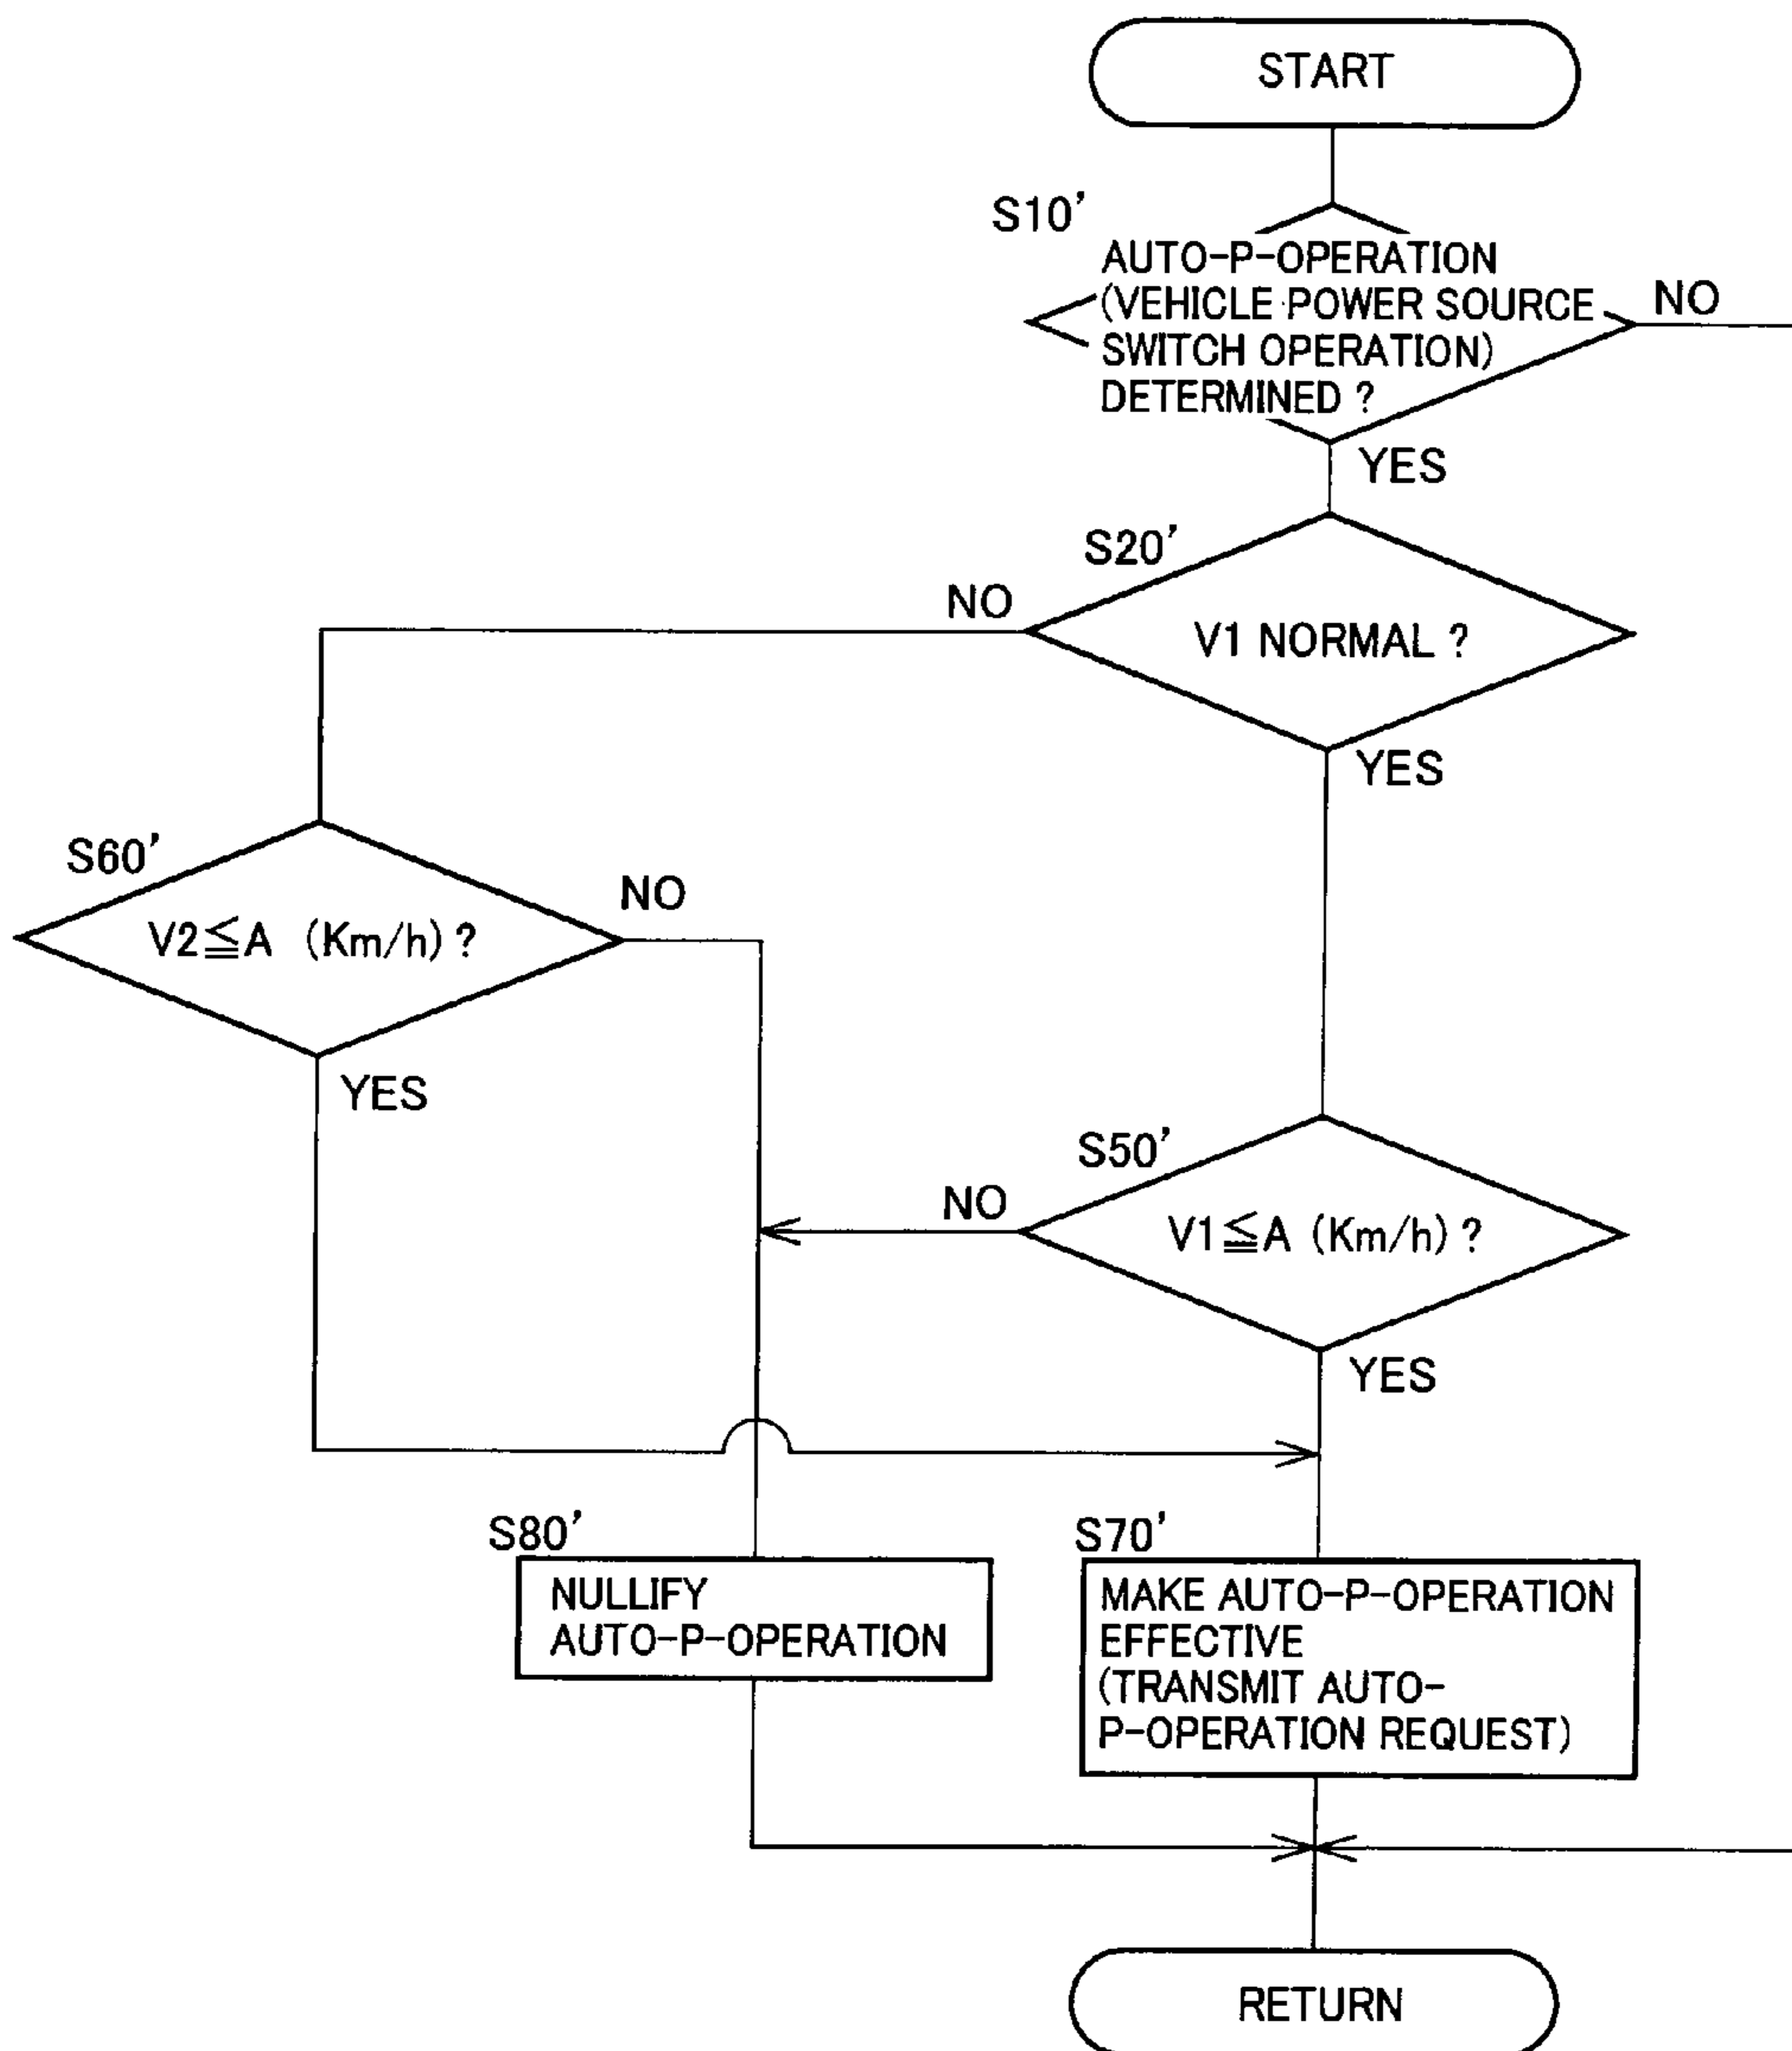 START
S10'
AUTO-P-OPERATION
(VEHICLE POWER SOURCE
SWITCH OPERATION)
DETERMINED ?
NO
YES
S20'
NO
V1 NORMAL ?
YES
S60'
NO
V2≦A (Km/h) ?
YES
S50'
NO
V1≦A (Km/h) ?
YES
S80'
NULLIFY
AUTO-P-OPERATION
S70'
MAKE AUTO-P-OPERATION
EFFECTIVE
(TRANSMIT AUTO-
P-OPERATION REQUEST)
RETURN